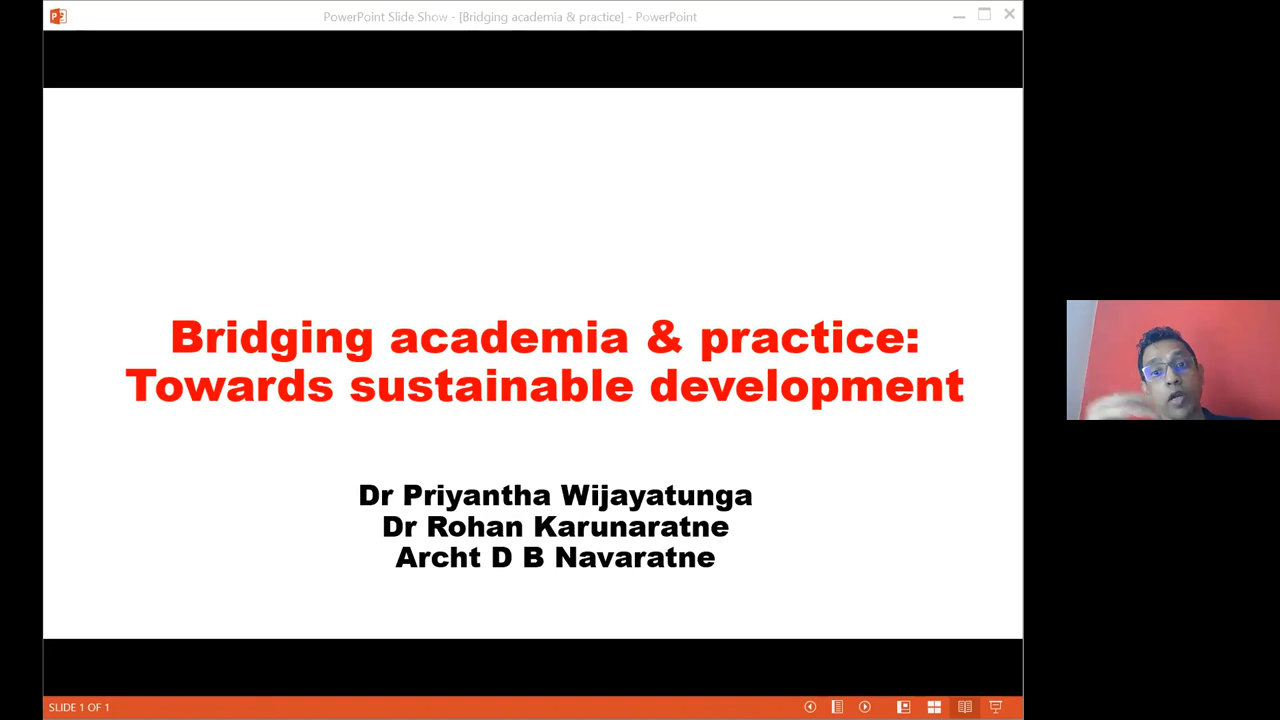 PowerPoint Slide Show - [Bridging academia & practice] - PowerPoint
Bridging academia & practice:
Towards sustainable development
Dr Priyantha Wijayatunga
Dr Rohan Karunaratne
Archt D B Navaratne
SLIDE 1 OF 1